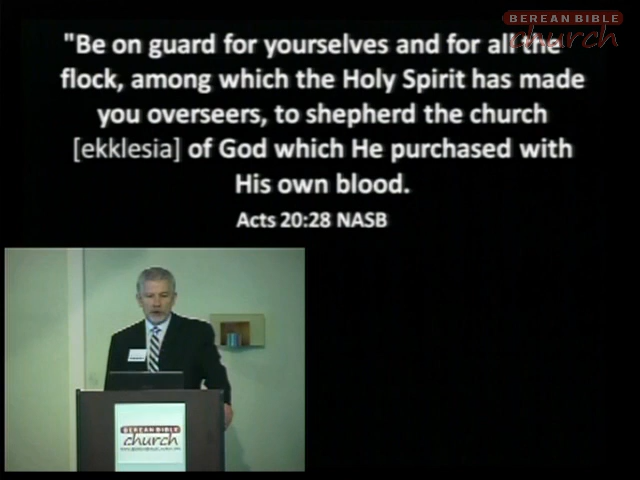 BEREAN BIBLE
church
"Be on guard for yourselves and for all the
flock, among which the Holy Spirit has made
you overseers, to shepherd the church
[ekklesia] of God which He purchased with
His own blood.
Acts 20:28 NASB
BEREAN BIBLE
church